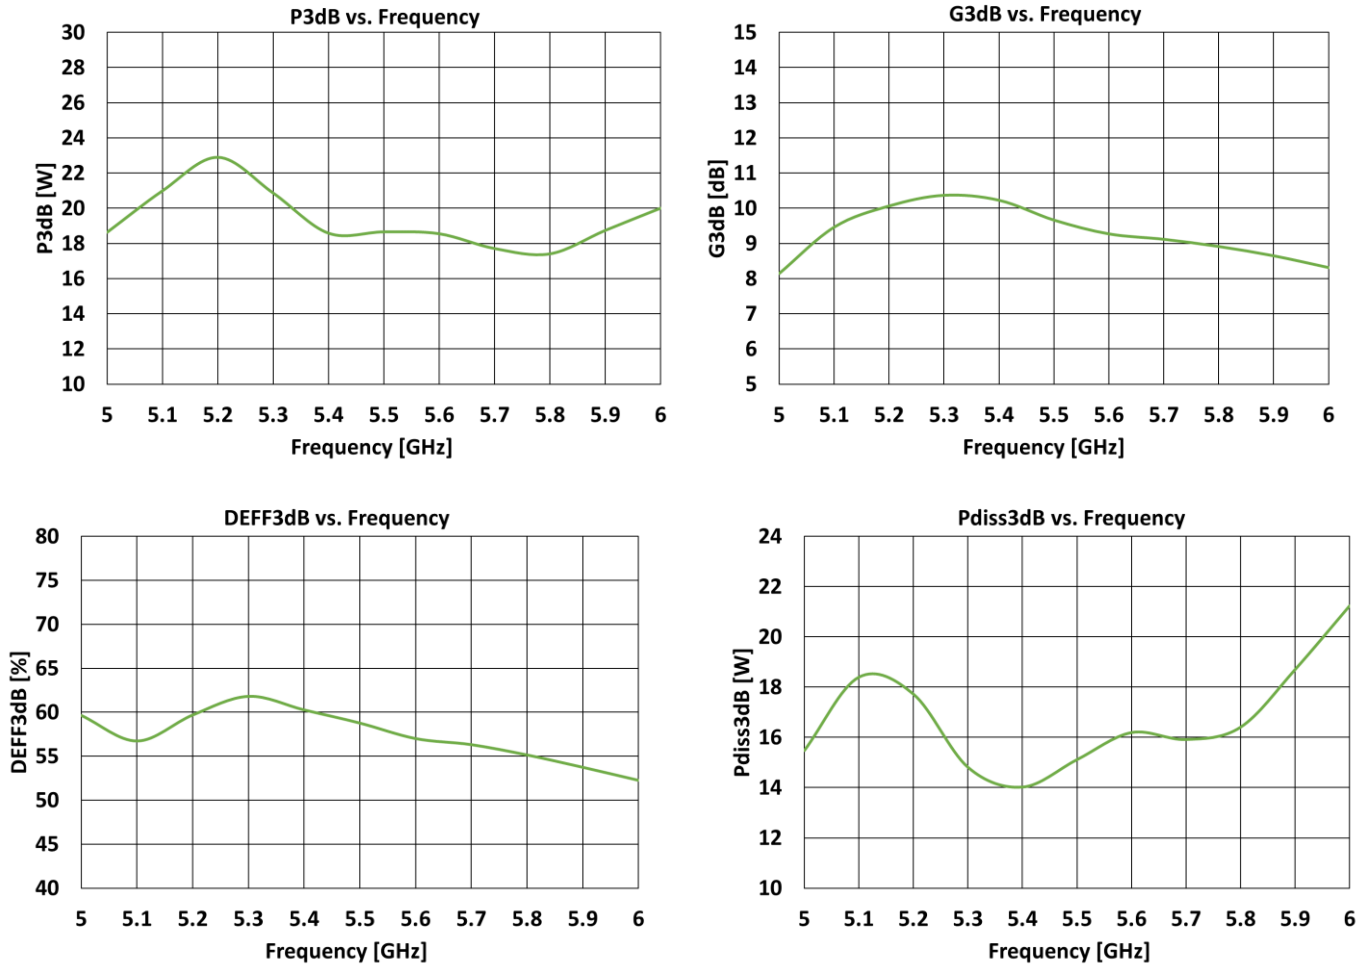 P3dB vs. Frequency
30
28
26
24
22
20
18
16
14
12
10
P3dB [W]
5 5.1 5.2 5.3 5.4 5.5 5.6 5.7 5.8 5.9 6
Frequency [GHz]
G3dB vs. Frequency
15
14
13
12
11
10
9
8
7
6
5
G3dB [dB]
5 5.1 5.2 5.3 5.4 5.5 5.6 5.7 5.8 5.9 6
Frequency [GHz]
DEFF3dB vs. Frequency
80
75
70
65
60
55
50
45
40
DEFF3dB [%]
5 5.1 5.2 5.3 5.4 5.5 5.6 5.7 5.8 5.9 6
Frequency [GHz]
Pdiss3dB vs. Frequency
24
22
20
18
16
14
12
10
Pdiss3dB [W]
5 5.1 5.2 5.3 5.4 5.5 5.6 5.7 5.8 5.9 6
Frequency [GHz]